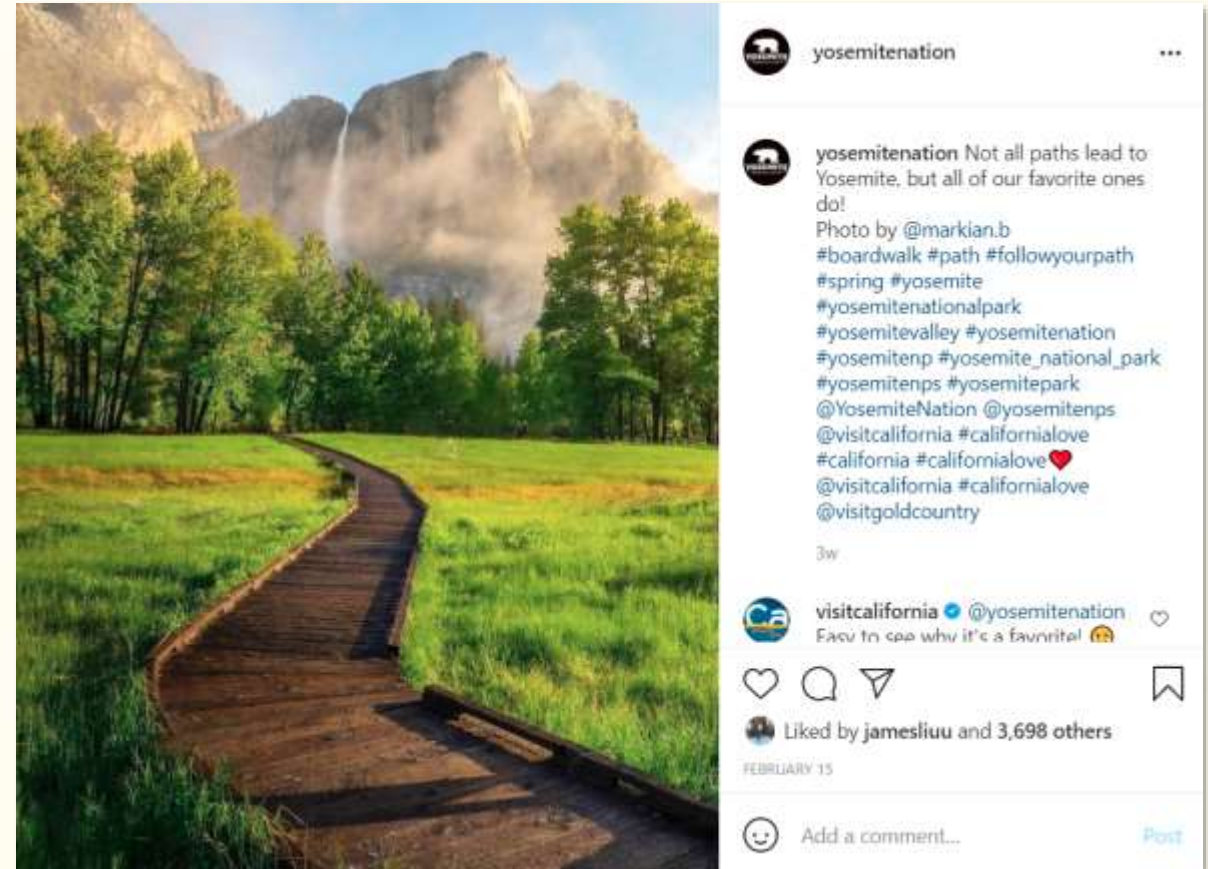 yosemitenation
yosemitenation Not all paths lead to
Yosemite, but all of our favorite ones
do!
Photo by @markian.b
#boardwalk #path #followyourpath
#spring #yosemite
#yosemitenationalpark
#yosemitevalley #yosemitenation
#yosemitenp #yosemite_national_park
#yosemitenps #yosemitepark
@YosemiteNation @yosemitenps
@visitcalifornia #californialove
#california #californialove❤️
@visitcalifornia #californialove
@visitgoldcountry
3w
Ca
visitcalifornia @yosemitenation
Easy to see why it's a favorite!
Liked by jamesliuu and 3,698 others
FEBRUARY 15
Add a comment...
Post